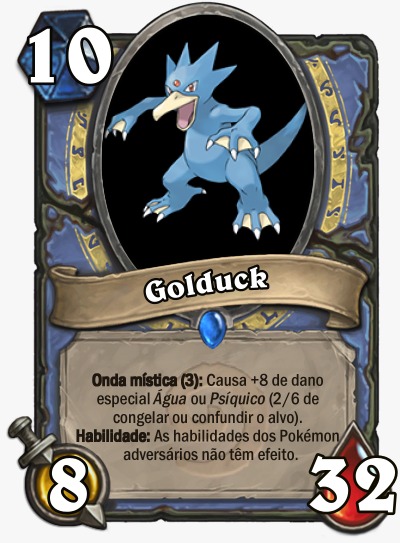 10
Golduck
Onda mística (3): Causa +8 de dano
especial Água ou Psíquico (2/6 de
congelar ou confundir o alvo).
Habilidade: As habilidades dos Pokémon
adversários não têm efeito.
8
32